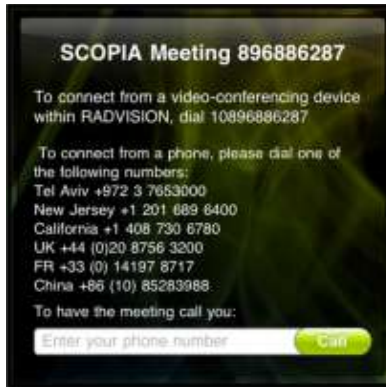 SCOPIA Meeting 896886287
To connect from a video-conferencing device
within RADVISION, dial 10896886287
To connect from a phone, please dial one of
the following numbers:
Tel Aviv +972 3 7653000
New Jersey +1 201 689 6400
California +1 408 730 6780
UK +44 (0)20 8756 3200
FR +33 (0) 14197 8717
China +86 (10) 85283988
To have the meeting call you:
Enter your phone number Call